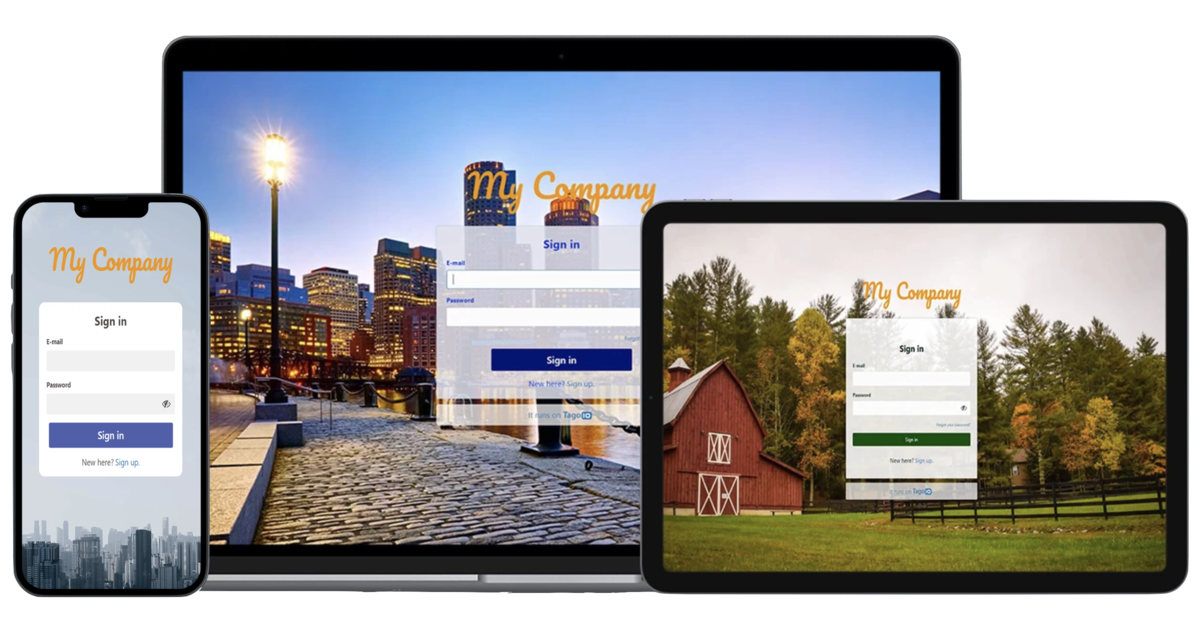 My Company
Sign in
E-mail
Password
Sign in
New here? Sign up.
My Company
Sign in
E-mail
Password
Sign in
New here? Sign up.
It runs on TagoIO
My Company
Sign in
E-mail
Password
Forgot your password?
Sign in
New here? Sign up.
It runs on TagoIO